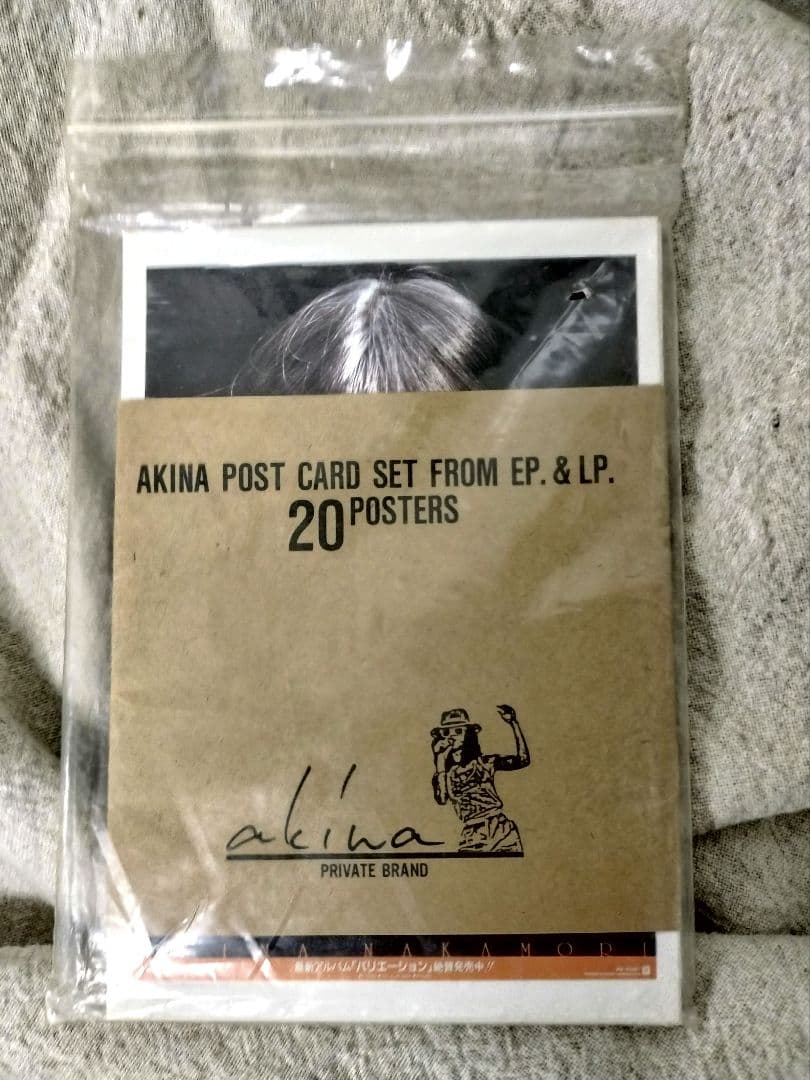 AKINA POST CARD SET FROM EP. & LP.
20 POSTERS
akina
PRIVATE BRAND
NAKAMORI
最新アルバム「バリエーション」絶賛発売中!!